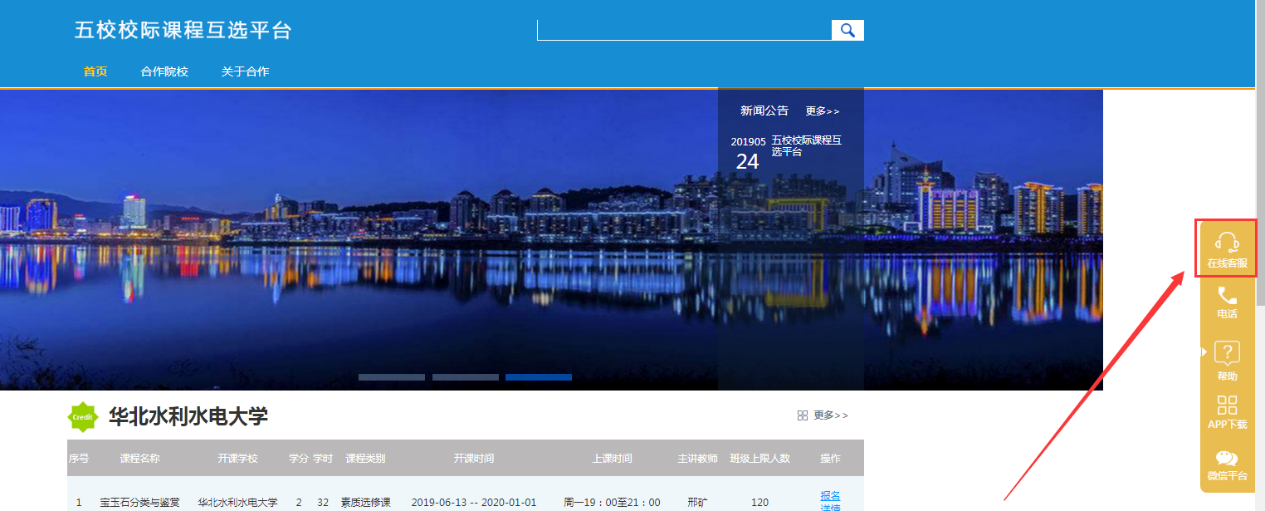 五校校际课程互选平台
首页 合作院校 关于合作
新闻公告 更多>>
201905 五校校际课程互
24 选平台
在线客服
电话
?
帮助
APP下载
微信平台
Credit 华北水利水电大学 更多>>
序号 课程名称 开课学校 学分 学时 课程类别 开课时间 上课时间 主讲教师 班级上限人数 操作
1 宝玉石分类与鉴赏 华北水利水电大学 2 32 素质选修课 2019-06-13 -- 2020-01-01 周一19：00至21：00 邢旷 120 报名
详情